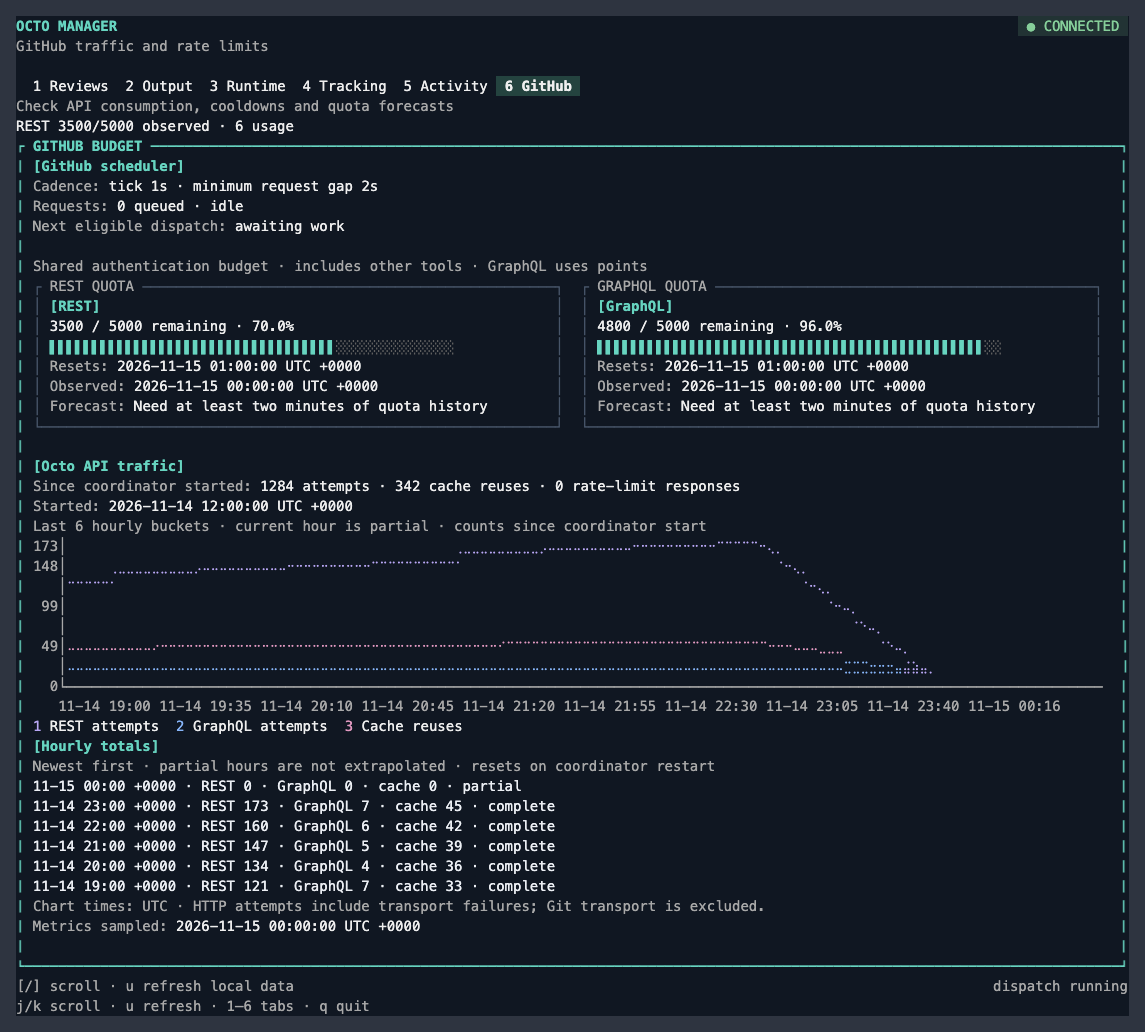 OCTO MANAGER
● CONNECTED
GitHub traffic and rate limits
1 Reviews 2 Output 3 Runtime 4 Tracking 5 Activity 6 GitHub
Check API consumption, cooldowns and quota forecasts
REST 3500/5000 observed · 6 usage
GITHUB BUDGET
[GitHub scheduler]
Cadence: tick 1s · minimum request gap 2s
Requests: 0 queued · idle
Next eligible dispatch: awaiting work
Shared authentication budget · includes other tools · GraphQL uses points
REST QUOTA
[REST]
3500 / 5000 remaining · 70.0%
Resets: 2026-11-15 01:00:00 UTC +0000
Observed: 2026-11-15 00:00:00 UTC +0000
Forecast: Need at least two minutes of quota history
GRAPHQL QUOTA
[GraphQL]
4800 / 5000 remaining · 96.0%
Resets: 2026-11-15 01:00:00 UTC +0000
Observed: 2026-11-15 00:00:00 UTC +0000
Forecast: Need at least two minutes of quota history
[Octo API traffic]
Since coordinator started: 1284 attempts · 342 cache reuses · 0 rate-limit responses
Started: 2026-11-14 12:00:00 UTC +0000
Last 6 hourly buckets · current hour is partial · counts since coordinator start
173
148
99
49
0
11-14 19:00 11-14 19:35 11-14 20:10 11-14 20:45 11-14 21:20 11-14 21:55 11-14 22:30 11-14 23:05 11-14 23:40 11-15 00:16
1 REST attempts 2 GraphQL attempts 3 Cache reuses
[Hourly totals]
Newest first · partial hours are not extrapolated · resets on coordinator restart
11-15 00:00 +0000 · REST 0 · GraphQL 0 · cache 0 · partial
11-14 23:00 +0000 · REST 173 · GraphQL 7 · cache 45 · complete
11-14 22:00 +0000 · REST 160 · GraphQL 6 · cache 42 · complete
11-14 21:00 +0000 · REST 147 · GraphQL 5 · cache 39 · complete
11-14 20:00 +0000 · REST 134 · GraphQL 4 · cache 36 · complete
11-14 19:00 +0000 · REST 121 · GraphQL 7 · cache 33 · complete
Chart times: UTC · HTTP attempts include transport failures; Git transport is excluded.
Metrics sampled: 2026-11-15 00:00:00 UTC +0000
[/] scroll · u refresh local data
dispatch running
j/k scroll · u refresh · 1-6 tabs · q quit